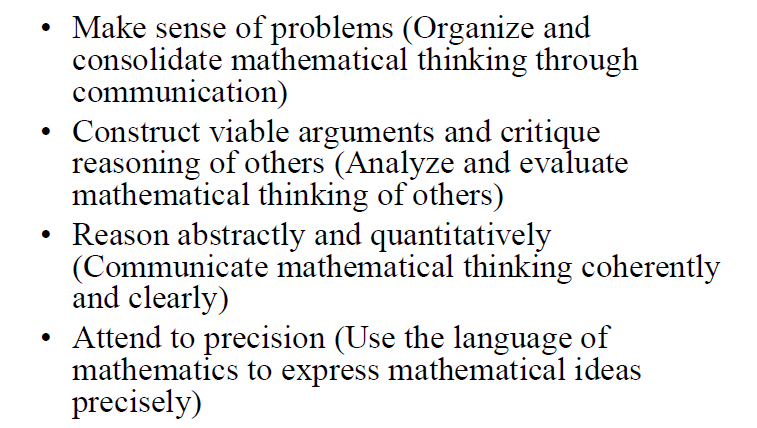 • Make sense of problems (Organize and
consolidate mathematical thinking through
communication)
• Construct viable arguments and critique
reasoning of others (Analyze and evaluate
mathematical thinking of others)
• Reason abstractly and quantitatively
(Communicate mathematical thinking coherently
and clearly)
• Attend to precision (Use the language of
mathematics to express mathematical ideas
precisely)